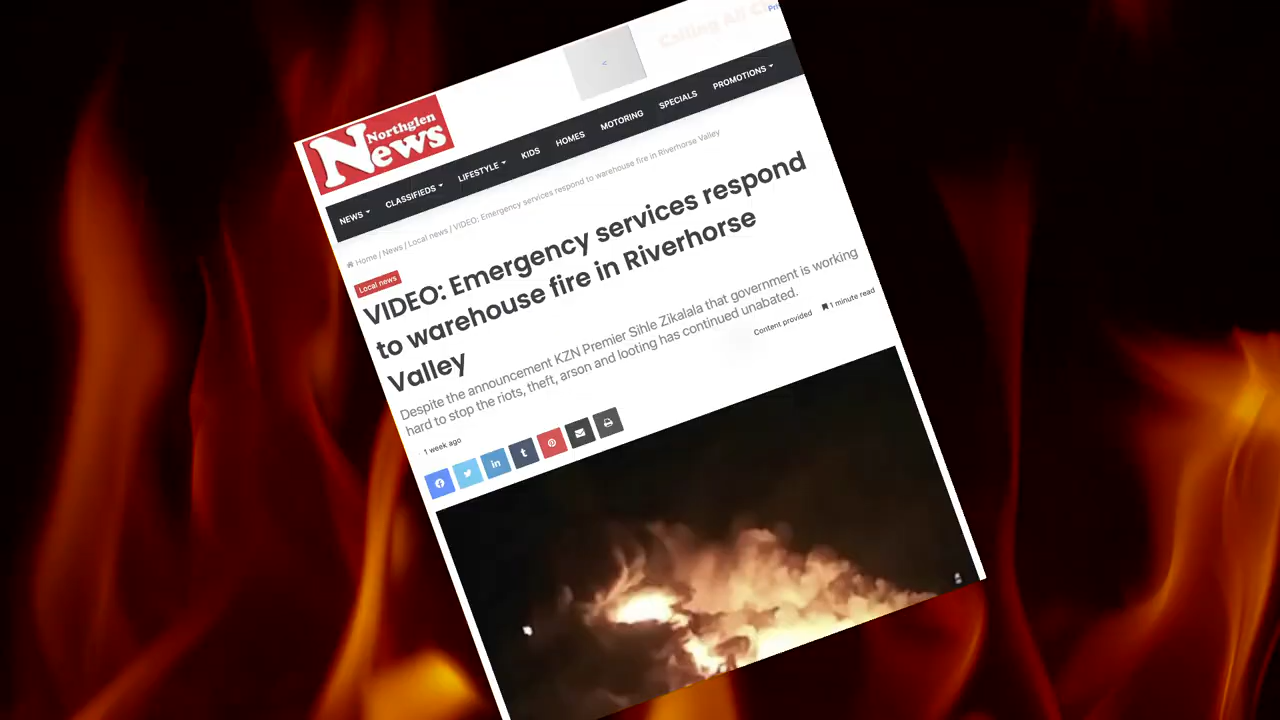 Calling All
Northglen
News
NEWS
CLASSIFIEDS
LIFESTYLE
KIDS
HOMES
MOTORING
SPECIALS
PROMOTIONS
Home / News / Local news / VIDEO: Emergency services respond to warehouse fire in Riverhorse Valley
Local news
VIDEO: Emergency services respond
to warehouse fire in Riverhorse
Valley
Despite the announcement KZN Premier Sihle Zikalala that government is working
hard to stop the riots, theft, arson and looting has continued unabated.
Content provided
1 minute read
1 week ago